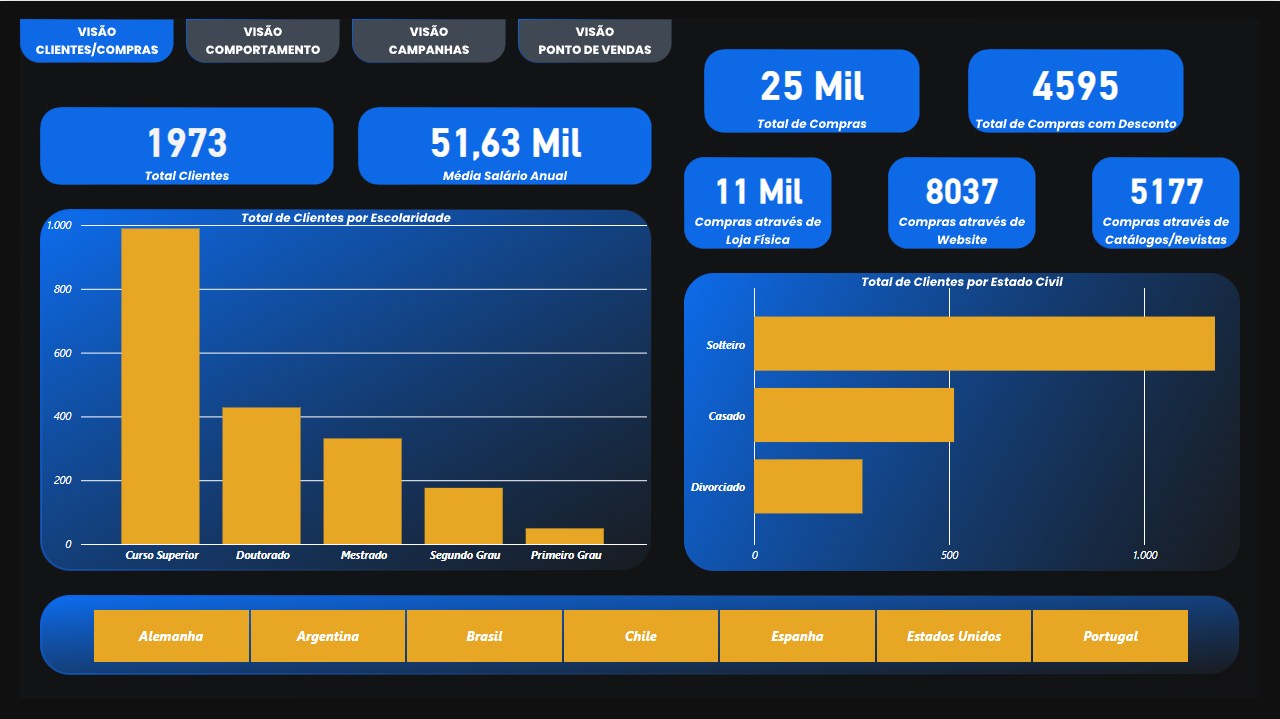 VISÃO
CLIENTES/COMPRAS
VISÃO
COMPORTAMENTO
VISÃO
CAMPANHAS
VISÃO
PONTO DE VENDAS
25 Mil
Total de Compras
4595
Total de Compras com Desconto
1973
Total Clientes
51,63 Mil
Média Salário Anual
11 Mil
Compras através de
Loja Física
8037
Compras através de
Website
5177
Compras através de
Catálogos/Revistas
Total de Clientes por Escolaridade
1.000
800
600
400
200
0
Curso Superior
Doutorado
Mestrado
Segundo Grau
Primeiro Grau
Total de Clientes por Estado Civil
Solteiro
Casado
Divorciado
0
500
1.000
Alemanha
Argentina
Brasil
Chile
Espanha
Estados Unidos
Portugal